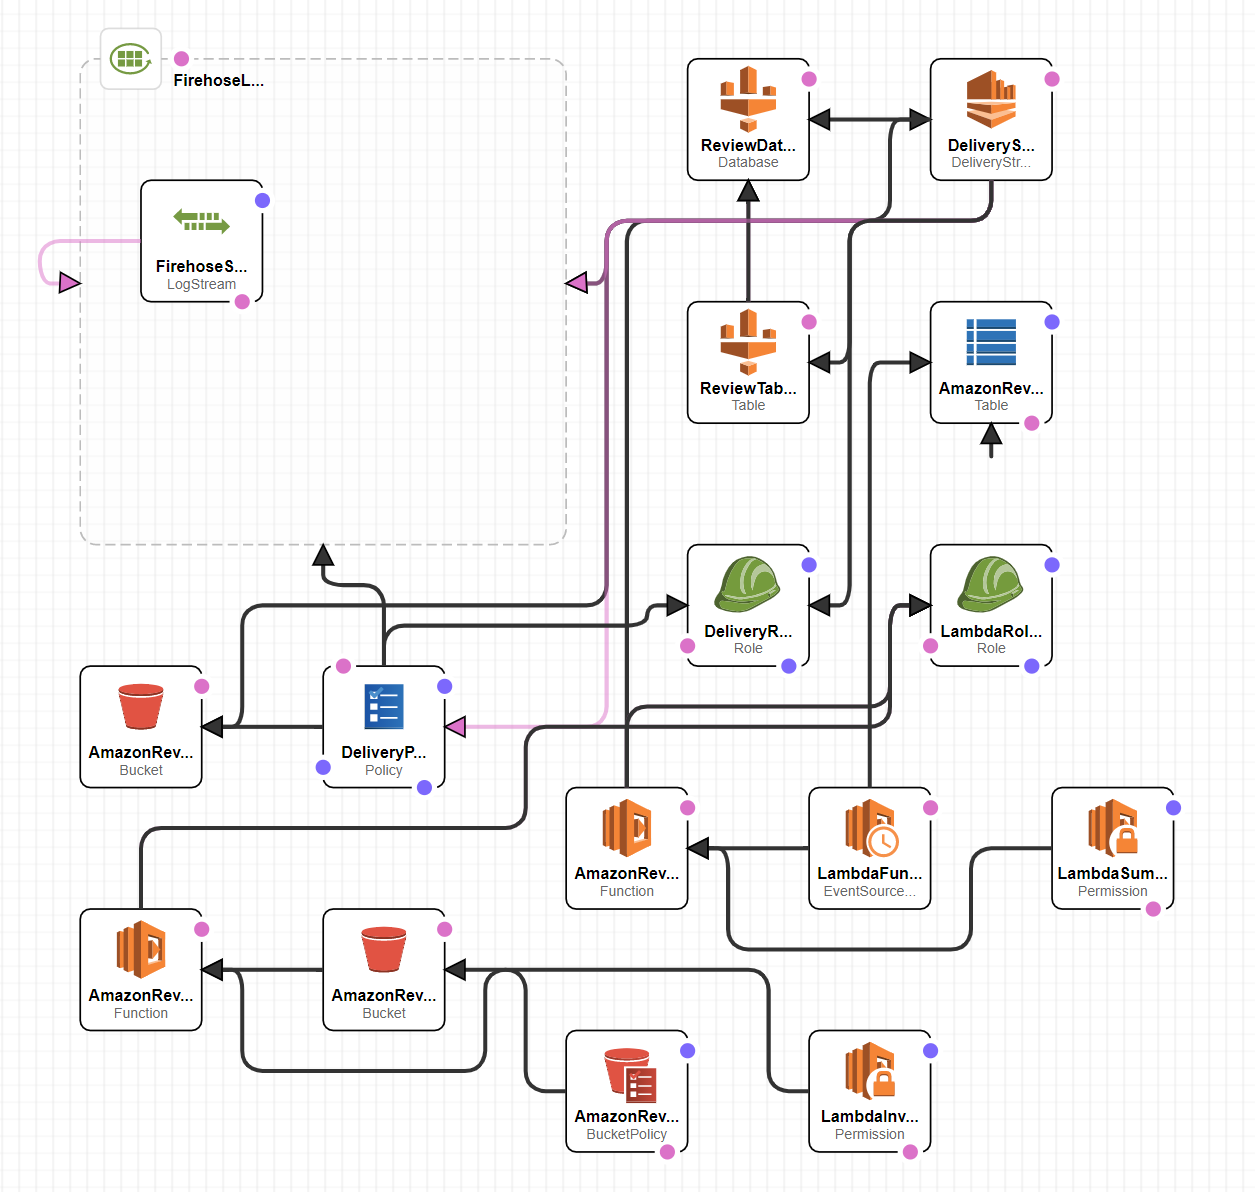 FirehoseL...
ReviewDat...
Database
DeliveryS...
DeliveryStr...
FirehoseS...
LogStream
ReviewTab...
Table
AmazonRev...
Table
DeliveryR...
Role
LambdaRol...
Role
AmazonRev...
Bucket
DeliveryP...
Policy
AmazonRev...
Function
LambdaFun...
EventSource...
LambdaSum...
Permission
AmazonRev...
Function
AmazonRev...
Bucket
AmazonRev...
BucketPolicy
LambdaInv...
Permission